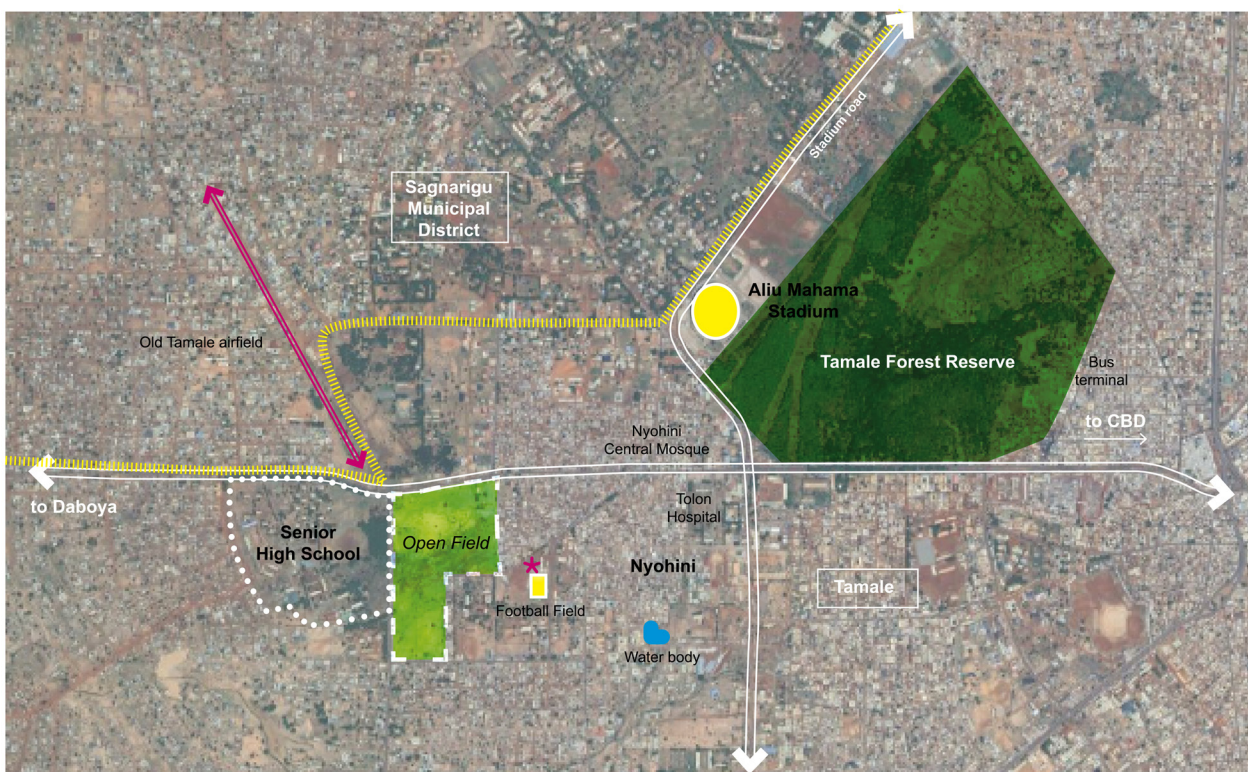 Stadium road
Sagnarigu
Municipal
District
Aliu Mahama
Stadium
Old Tamale airfield
Tamale Forest Reserve
Bus
terminal
to CBD
Nyohini
Central Mosque
to Daboya
Tolon
Hospital
Senior
High School
Open Field
Nyohini
Tamale
Football Field
Water body